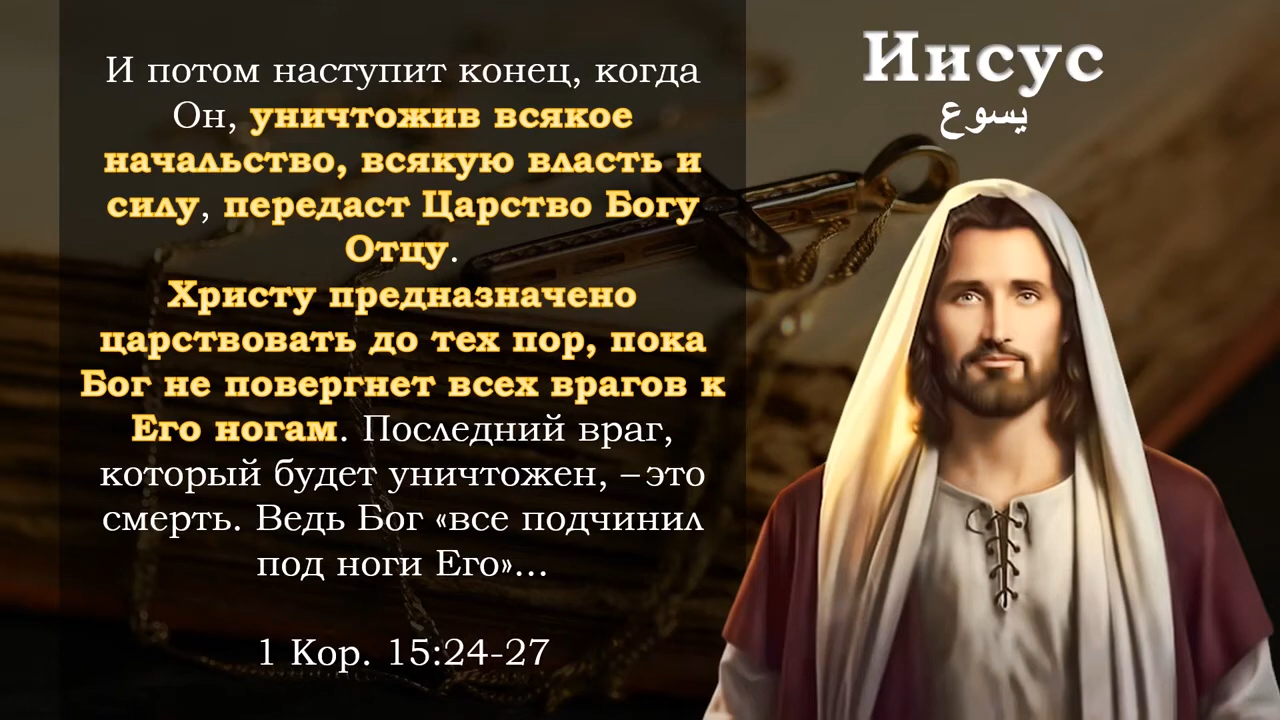 И потом наступит конец, когда
Он, уничтожив всякое
начальство, всякую власть и
силу, передаст Царство Богу
Отцу.
Христу предназначено
царствовать до тех пор, пока
Бог не повергнет всех врагов к
Его ногам. Последний враг,
который будет уничтожен, – это
смерть. Ведь Бог «все подчинил
под ноги Его»...
1 Кор. 15:24-27
Иисус
يسوع